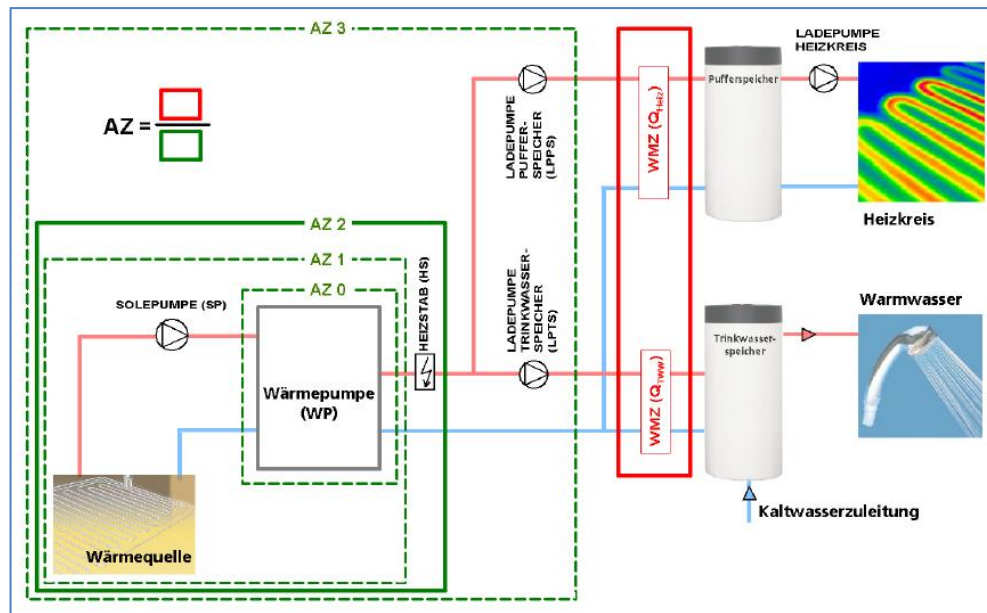 AZ 3
LADEPUMPE
HEIZKREIS
Pufferspeicher
AZ =
LADEPUMPE
PUFFER-
SPEICHER
(LPPS)
WMZ (QHeiz)
Heizkreis
AZ 2
AZ 1
AZ 0
SOLEPUMPE (SP)
HEIZSTAB (HS)
LADEPUMPE
TRINKWASSER-
SPEICHER
(LPTS)
WMZ (QTWW)
Warmwasser
Trinkwasser-
speicher
Wärmepumpe
(WP)
Kaltwasserzuleitung
Wärmequelle